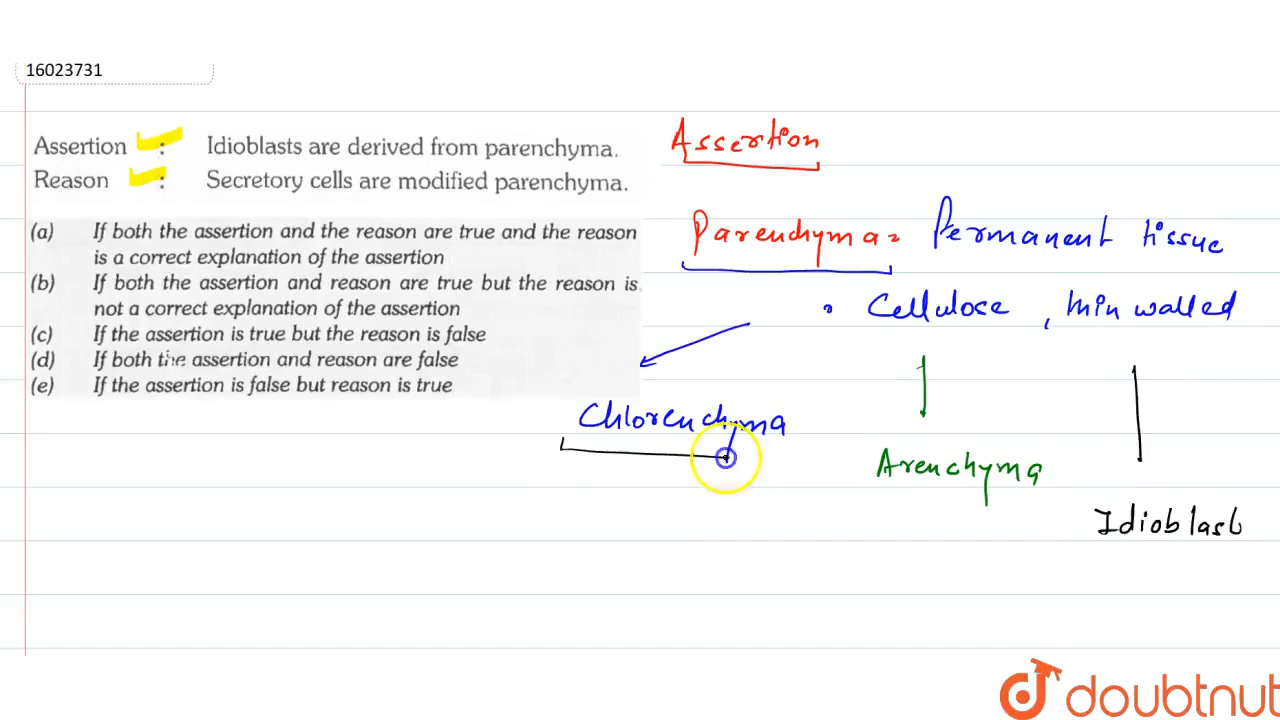 16023731
Assertion : Idioblasts are derived from parenchyma.
Reason : Secretory cells are modified parenchyma.
(a) If both the assertion and the reason are true and the reason
is a correct explanation of the assertion
(b) If both the assertion and reason are true but the reason is
not a correct explanation of the assertion
(c) If the assertion is true but the reason is false
(d) If both the assertion and reason are false
(e) If the assertion is false but reason is true
Assertion
Parenchyma = Permanent tissue
• Cellulose, thin walled
Chlorenchyma
Arenchyma
Idioblast
doubtnut